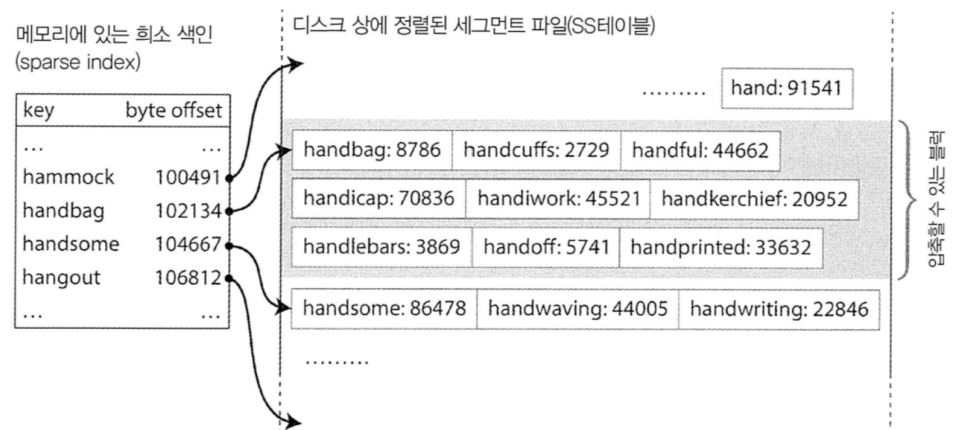 메모리에 있는 희소 색인
(sparse index)
key byte offset
... ...
hammock 100491
handbag 102134
handsome 104667
hangout 106812
... ...
디스크 상에 정렬된 세그먼트 파일(SS테이블)
......... hand: 91541
handbag: 8786 handcuffs: 2729 handful: 44662
handicap: 70836 handiwork: 45521 handkerchief: 20952
handlebars: 3869 handoff: 5741 handprinted: 33632
handsome: 86478 handwaving: 44005 handwriting: 22846
.........
압축할 수 있는 블럭